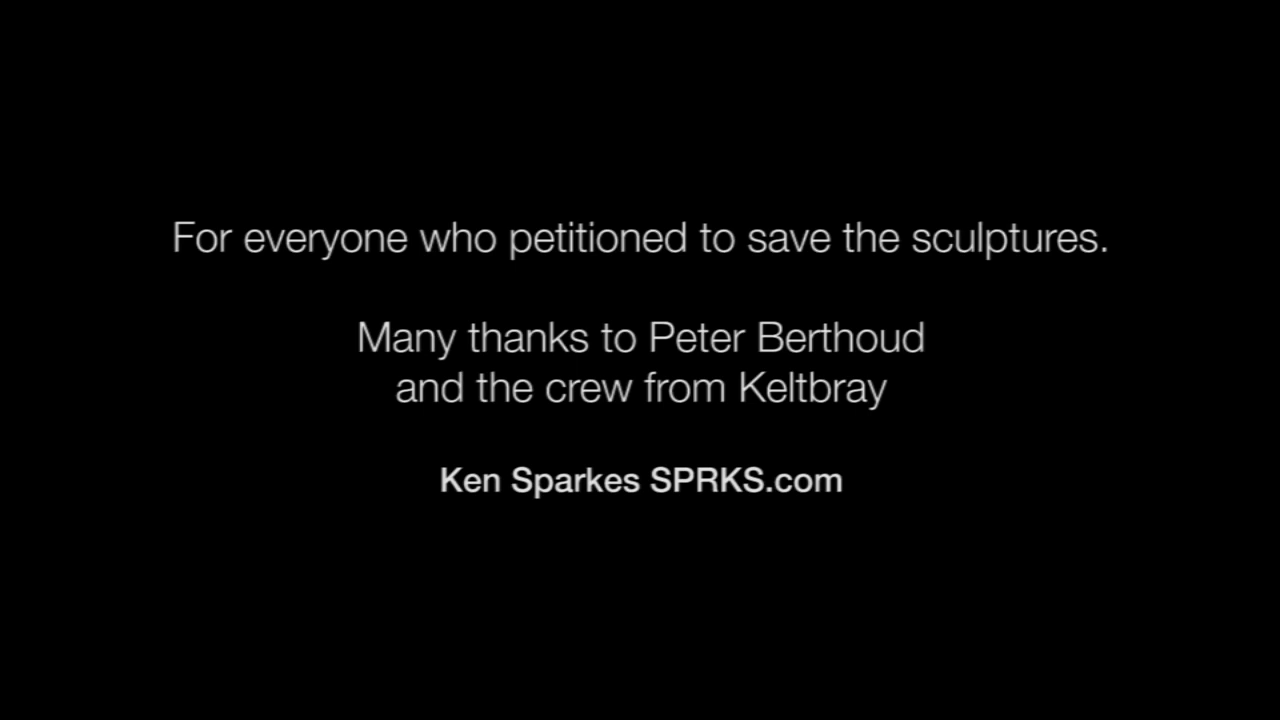 For everyone who petitioned to save the sculptures.
Many thanks to Peter Berthoud
and the crew from Keltbray
Ken Sparkes SPRKS.com